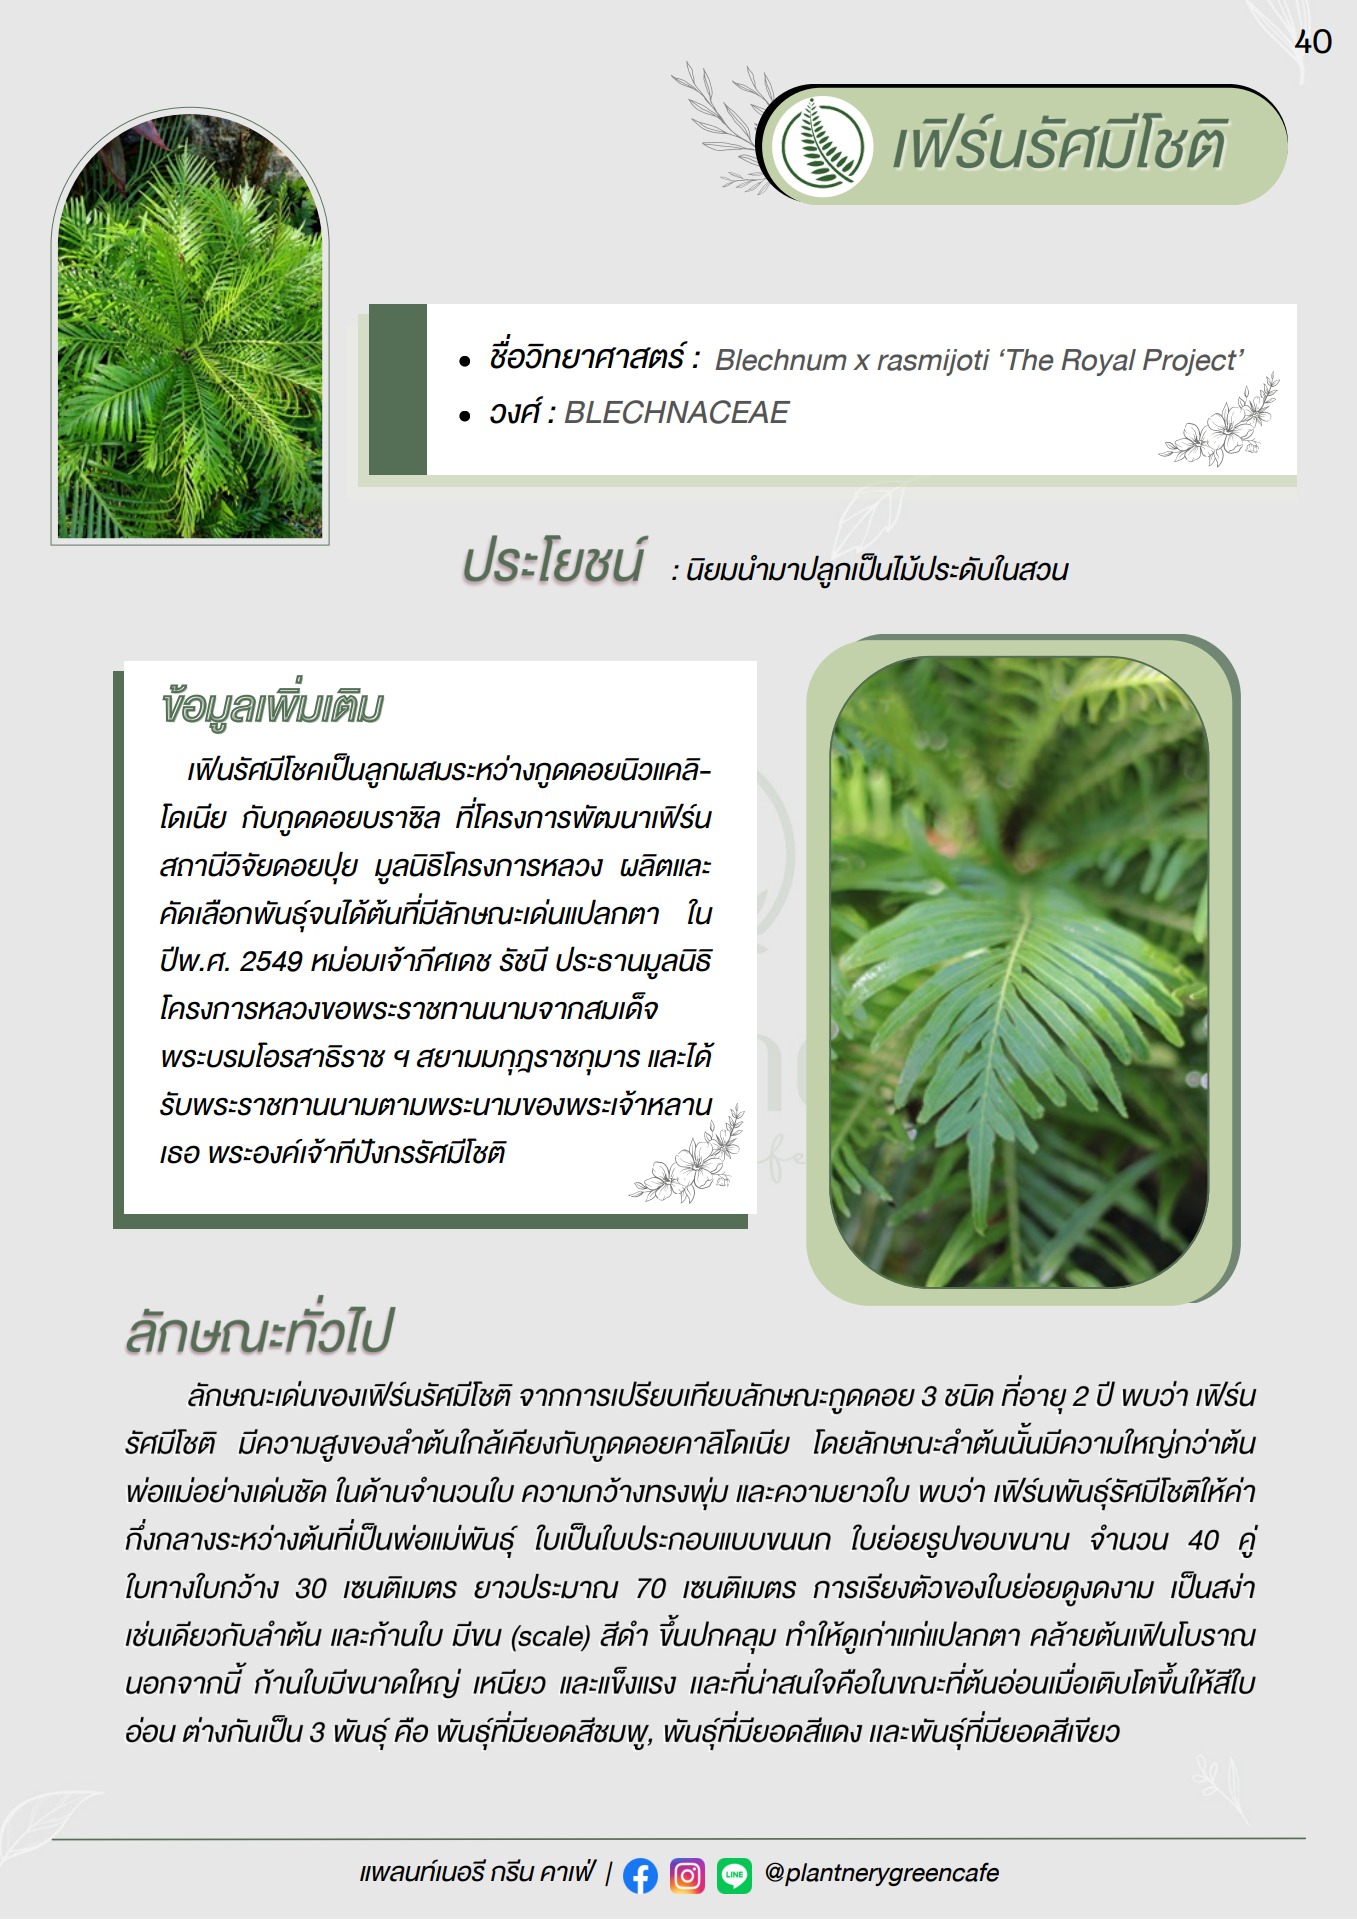 40
เฟิร์นรัศมีโชติ
ชื่อวิทยาศาสตร์ : Blechnum x rasmijoti ‘The Royal Project’
วงศ์ : BLECHNACEAE
ประโยชน์ : นิยมนำมาปลูกเป็นไม้ประดับในสวน
ข้อมูลเพิ่มเติม
เฟินรัศมีโชคเป็นลูกผสมระหว่างกูดดอยนิวแคลิ-
โดเนีย กับกูดดอยบราซิล ที่โครงการพัฒนาเฟิร์น
สถานีวิจัยดอยปุย มูลนิธิโครงการหลวง ผลิตและ
คัดเลือกพันธุ์จนได้ต้นที่มีลักษณะเด่นแปลกตา ใน
ปีพ.ศ. 2549 หม่อมเจ้าภีศเดช รัชนี ประธานมูลนิธิ
โครงการหลวงขอพระราชทานนามจากสมเด็จ
พระบรมโอรสาธิราช ฯ สยามมกุฎราชกุมาร และได้
รับพระราชทานนามตามพระนามของพระเจ้าหลาน
เธอ พระองค์เจ้าทีปังกรรัศมีโชติ
ลักษณะทั่วไป
ลักษณะเด่นของเฟิร์นรัศมีโชติ จากการเปรียบเทียบลักษณะกูดดอย 3 ชนิด ที่อายุ 2 ปี พบว่า เฟิร์น
รัศมีโชติ มีความสูงของลำต้นใกล้เคียงกับกูดดอยคาลิโดเนีย โดยลักษณะลำต้นนั้นมีความใหญ่กว่าต้น
พ่อแม่อย่างเด่นชัด ในด้านจำนวนใบ ความกว้างทรงพุ่ม และความยาวใบ พบว่า เฟิร์นพันธุ์รัศมีโชติให้ค่า
กึ่งกลางระหว่างต้นที่เป็นพ่อแม่พันธุ์ ใบเป็นใบประกอบแบบขนนก ใบย่อยรูปขอบขนาน จำนวน 40 คู่
ใบทางใบกว้าง 30 เซนติเมตร ยาวประมาณ 70 เซนติเมตร การเรียงตัวของใบย่อยดูงดงาม เป็นสง่า
เช่นเดียวกับลำต้น และก้านใบ มีขน (scale) สีดำ ขึ้นปกคลุม ทำให้ดูเก่าแก่แปลกตา คล้ายต้นเฟินโบราณ
นอกจากนี้ ก้านใบมีขนาดใหญ่ เหนียว และแข็งแรง และที่น่าสนใจคือในขณะที่ต้นอ่อนเมื่อเติบโตขึ้นให้สีใบ
อ่อน ต่างกันเป็น 3 พันธุ์ คือ พันธุ์ที่มียอดสีชมพู, พันธุ์ที่มียอดสีแดง และพันธุ์ที่มียอดสีเขียว
แพลนท์เนอรี กรีน คาเฟ่ | LINE @plantnerygreencafe